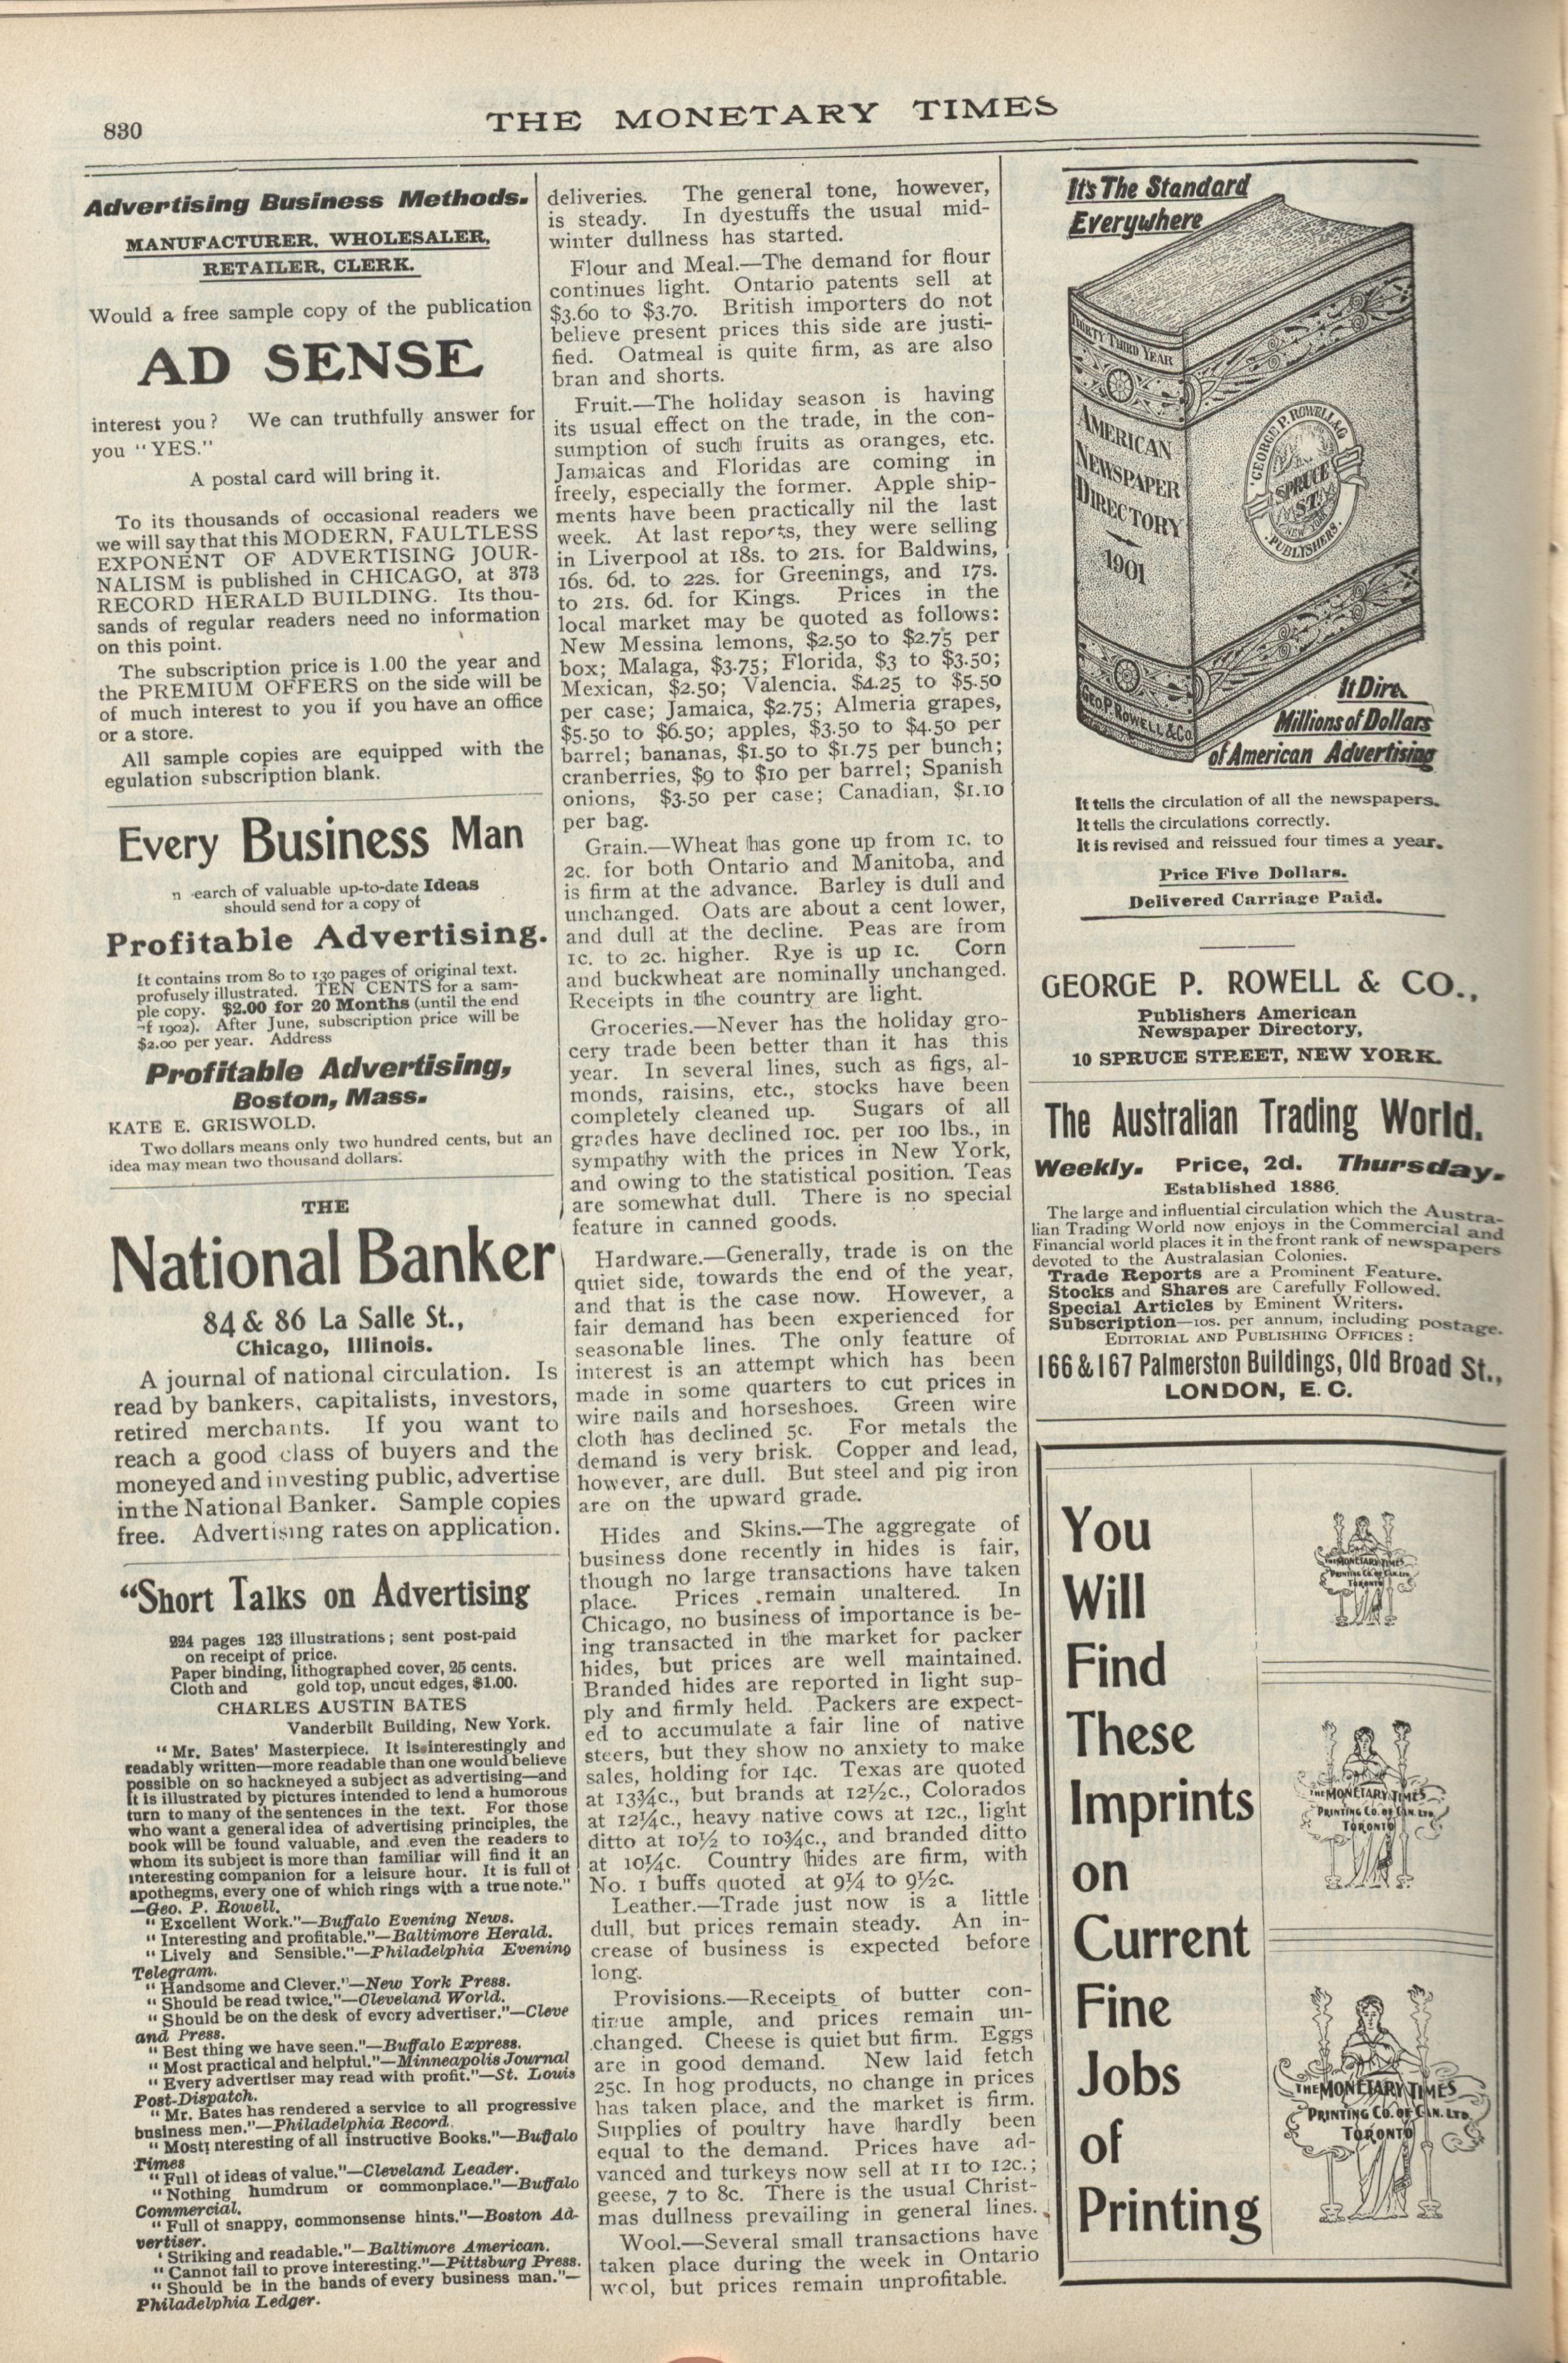 830
THE MONETARY TIMES
Advertising Business Methods.
MANUFACTURER, WHOLESALER,
RETAILER, CLERK.
Would a free sample copy of the publication
AD SENSE
interest you? We can truthfully answer for
you "YES."
A postal card will bring it.
To its thousands of occasional readers we
we will say that this MODERN, FAULTLESS
EXPONENT OF ADVERTISING JOUR-
NALISM is published in CHICAGO, at 373
RECORD HERALD BUILDING. Its thou-
sands of regular readers need no information
on this point.
The subscription price is 1.00 the year and
the PREMIUM OFFERS on the side will be
of much interest to you if you have an office
or a store.
All sample copies are equipped with the
egulation subscription blank.
Every Business Man
n earch of valuable up-to-date Ideas
should send for a copy of
Profitable Advertising.
It contains from 80 to 130 pages of original text.
profusely illustrated. TEN CENTS for a sam-
ple copy. $2.00 for 20 Months (until the end
of 1902). After June, subscription price will be
$2.00 per year. Address
Profitable Advertising,
Boston, Mass.
KATE E. GRISWOLD.
Two dollars means only two hundred cents, but an
idea may mean two thousand dollars.
THE
National Banker
84 & 86 La Salle St.,
Chicago, Illinois.
A journal of national circulation. Is
read by bankers, capitalists, investors,
retired merchants. If you want to
reach a good class of buyers and the
moneyed and investing public, advertise
in the National Banker. Sample copies
free. Advertising rates on application.
"Short Talks on Advertising
224 pages 123 illustrations; sent post-paid
on receipt of price.
Paper binding, lithographed cover, 25 cents.
Cloth and gold top, uncut edges, $1.00.
CHARLES AUSTIN BATES
Vanderbilt Building, New York.
"Mr. Bates' Masterpiece. It is interestingly and
readably written—more readable than one would believe
possible on so hackneyed a subject as advertising—and
it is illustrated by pictures intended to lend a humorous
turn to many of the sentences in the text. For those
who want a general idea of advertising principles, the
book will be found valuable, and even the readers to
whom its subject is more than familiar will find it an
interesting companion for a leisure hour. It is full of
apothegms, every one of which rings with a true note."
—Geo. P. Rowell.
"Excellent Work."—Buffalo Evening News.
"Interesting and profitable."—Baltimore Herald.
"Lively and Sensible."—Philadelphia Evening
Telegram.
"Handsome and Clever."—New York Press.
"Should be read twice."—Cleveland World.
"Should be on the desk of every advertiser."—Cleve
and Press.
"Best thing we have seen."—Buffalo Express.
"Most practical and helpful."—Minneapolis Journal
"Every advertiser may read with profit."—St. Louis
Post-Dispatch.
"Mr. Bates has rendered a service to all progressive
business men."—Philadelphia Record.
"Most nteresting of all instructive Books."—Buffalo
Times
"Full of ideas of value."—Cleveland Leader.
"Nothing humdrum or commonplace."—Buffalo
Commercial.
"Full of snappy, commonsense hints."—Boston Ad-
vertiser.
'Striking and readable."—Baltimore American.
"Cannot fail to prove interesting."—Pittsburg Press.
"Should be in the hands of every business man."—
Philadelphia Ledger.
deliveries. The general tone, however,
is steady. In dyestuffs the usual mid-
winter dullness has started.
Flour and Meal.—The demand for flour
continues light. Ontario patents sell at
$3.60 to $3.70. British importers do not
believe present prices this side are justi-
fied. Oatmeal is quite firm, as are also
bran and shorts.
Fruit.—The holiday season is having
its usual effect on the trade, in the con-
sumption of such fruits as oranges, etc.
Jamaicas and Floridas are coming in
freely, especially the former. Apple ship-
ments have been practically nil the last
week. At last reports, they were selling
in Liverpool at 18s. to 21s. for Baldwins,
16s. 6d. to 22s. for Greenings, and 17s.
to 21s. 6d. for Kings. Prices in the
local market may be quoted as follows:
New Messina lemons, $2.50 to $2.75 per
box; Malaga, $3.75; Florida, $3 to $3.50;
Mexican, $2.50; Valencia, $4.25 to $5.50
per case; Jamaica, $2.75; Almeria grapes,
$5.50 to $6.50; apples, $3.50 to $4.50 per
barrel; bananas, $1.50 to $1.75 per bunch;
cranberries, $9 to $10 per barrel; Spanish
onions, $3.50 per case; Canadian, $1.10
per bag.
Grain.—Wheat has gone up from 1c. to
2c. for both Ontario and Manitoba, and
is firm at the advance. Barley is dull and
unchanged. Oats are about a cent lower,
and dull at the decline. Peas are from
1c. to 2c. higher. Rye is up 1c. Corn
and buckwheat are nominally unchanged.
Receipts in the country are light.
Groceries.—Never has the holiday gro-
cery trade been better than it has this
year. In several lines, such as figs, al-
monds, raisins, etc., stocks have been
completely cleaned up. Sugars of all
grades have declined 10c. per 100 lbs., in
sympathy with the prices in New York,
and owing to the statistical position. Teas
are somewhat dull. There is no special
feature in canned goods.
Hardware.—Generally, trade is on the
quiet side, towards the end of the year,
and that is the case now. However, a
fair demand has been experienced for
seasonable lines. The only feature of
interest is an attempt which has been
made in some quarters to cut prices in
wire nails and horseshoes. Green wire
cloth has declined 5c. For metals the
demand is very brisk. Copper and lead,
however, are dull. But steel and pig iron
are on the upward grade.
Hides and Skins.—The aggregate of
business done recently in hides is fair,
though no large transactions have taken
place. Prices remain unaltered. In
Chicago, no business of importance is be-
ing transacted in the market for packer
hides, but prices are well maintained.
Branded hides are reported in light sup-
ply and firmly held. Packers are expect-
ed to accumulate a fair line of native
steers, but they show no anxiety to make
sales, holding for 14c. Texas are quoted
at 13¾c., but brands at 12½c., Colorados
at 12¼c., heavy native cows at 12c., light
ditto at 10½ to 10¾c., and branded ditto
at 10¼c. Country hides are firm, with
No. 1 buffs quoted at 9¼ to 9½c.
Leather.—Trade just now is a little
dull, but prices remain steady. An in-
crease of business is expected before
long.
Provisions.—Receipts of butter con-
tinue ample, and prices remain un-
changed. Cheese is quiet but firm. Eggs
are in good demand. New laid fetch
25c. In hog products, no change in prices
has taken place, and the market is firm.
Supplies of poultry have hardly been
equal to the demand. Prices have ad-
vanced and turkeys now sell at 11 to 12c.;
geese, 7 to 8c. There is the usual Christ-
mas dullness prevailing in general lines.
Wool.—Several small transactions have
taken place during the week in Ontario
wool, but prices remain unprofitable.
It's The Standard
Everywhere
THIRTY THIRD YEAR
AMERICAN
NEWSPAPER
DIRECTORY
1901
GEO. P. ROWELL & CO.
GEORGE P. ROWELL & CO
SPRUCE
ST.
NEW YORK
PUBLISHERS.
It Dire
Millions of Dollars
of American Advertising
It tells the circulation of all the newspapers.
It tells the circulations correctly.
It is revised and reissued four times a year.
Price Five Dollars.
Delivered Carriage Paid.
GEORGE P. ROWELL & CO.,
Publishers American
Newspaper Directory,
10 SPRUCE STREET, NEW YORK.
The Australian Trading World.
Weekly. Price, 2d. Thursday.
Established 1886.
The large and influential circulation which the Austra-
lian Trading World now enjoys in the Commercial and
Financial world places it in the front rank of newspapers
devoted to the Australasian Colonies.
Trade Reports are a Prominent Feature.
Stocks and Shares are Carefully Followed.
Special Articles by Eminent Writers.
Subscription—10s. per annum, including postage.
EDITORIAL AND PUBLISHING OFFICES:
166 & 167 Palmerston Buildings, Old Broad St.,
LONDON, E. C.
You
Will
Find
These
Imprints
on
Current
Fine
Jobs
of
Printing
THE MONETARY TIMES
PRINTING CO. OF CAN. LTD
TORONTO
THE MONETARY TIMES
PRINTING CO. OF CAN. LTD.
TORONTO
THE MONETARY TIMES
PRINTING CO. OF CAN. LTD.
TORONTO